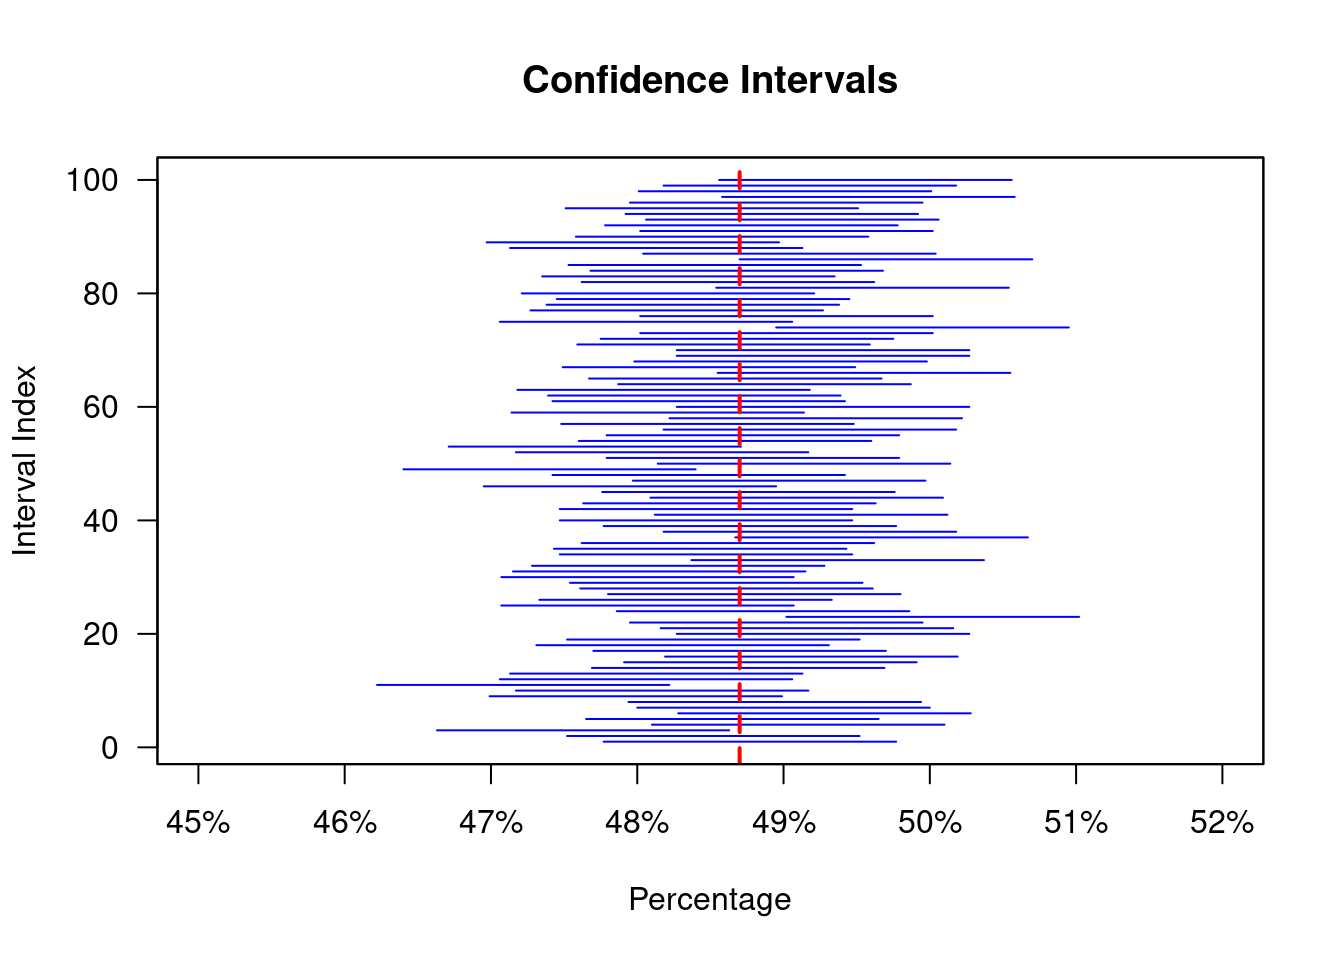 Confidence Intervals
100
80
60
40
20
0
Interval Index
45% 46% 47% 48% 49% 50% 51% 52%
Percentage